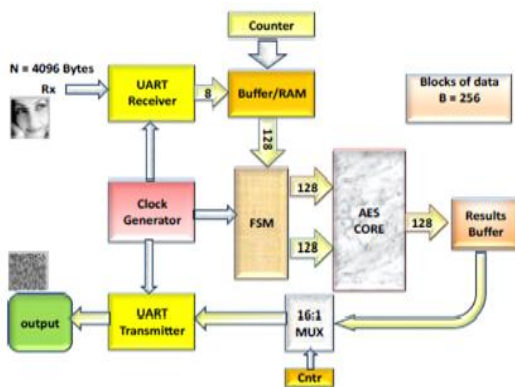 Counter
N = 4096 Bytes
Rx
UART
Receiver
8
Buffer/RAM
Blocks of data
B = 256
128
Clock
Generator
FSM
128
128
AES
CORE
128
Results
Buffer
output
UART
Transmitter
16:1
MUX
Cntr